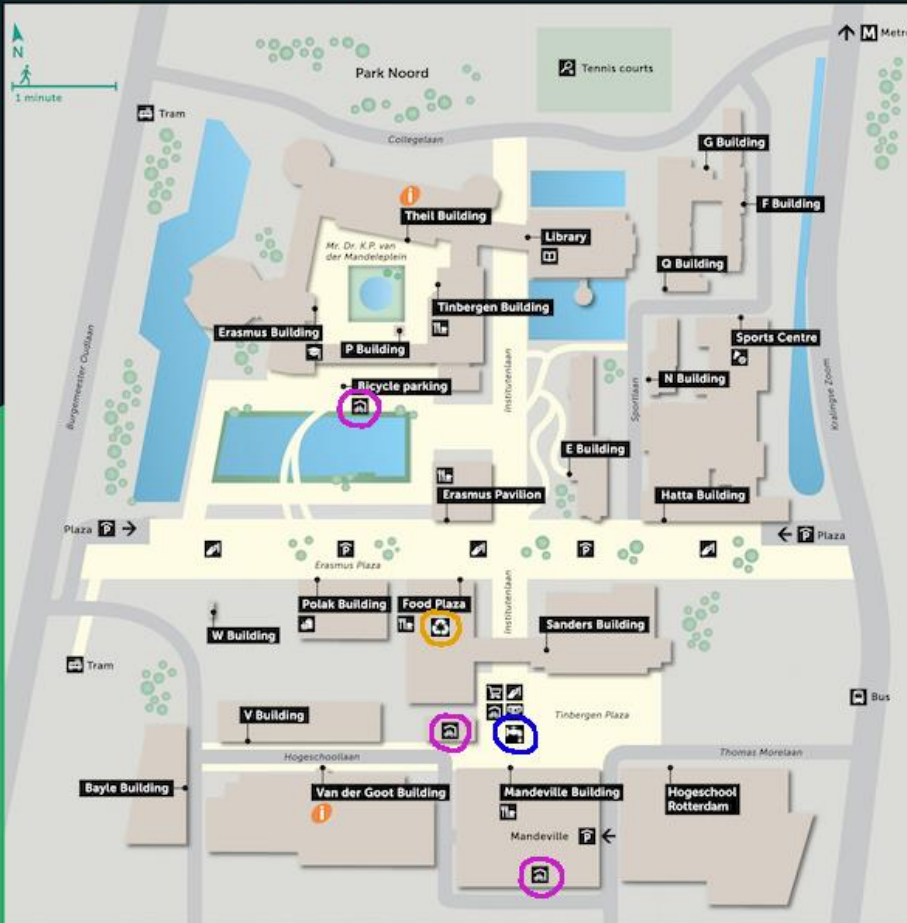 N
1 minute
Park Noord
Tennis courts
M Metro
Tram
Collegelaan
G Building
F Building
i
Theil Building
Library
Mr. Dr. K.P. van
der Mandeleplein
Q Building
Tinbergen Building
Erasmus Building
P Building
Sports Centre
Burgemeester Oudlaan
Institutenlaan
Sportlaan
Kralingse Zoom
N Building
Bicycle parking
E Building
Erasmus Pavilion
Hatta Building
Plaza P
P Plaza
P
P
Erasmus Plaza
Polak Building
Food Plaza
Institutenlaan
W Building
Sanders Building
Tram
Bus
V Building
Tinbergen Plaza
Hogeschoollaan
Thomas Morelaan
Bayle Building
Van der Goot Building
Mandeville Building
Hogeschool
Rotterdam
i
Mandeville P